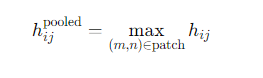 h_{ij}^{\text{pooled}} = \max_{(m,n) \in \text{patch}} h_{ij}